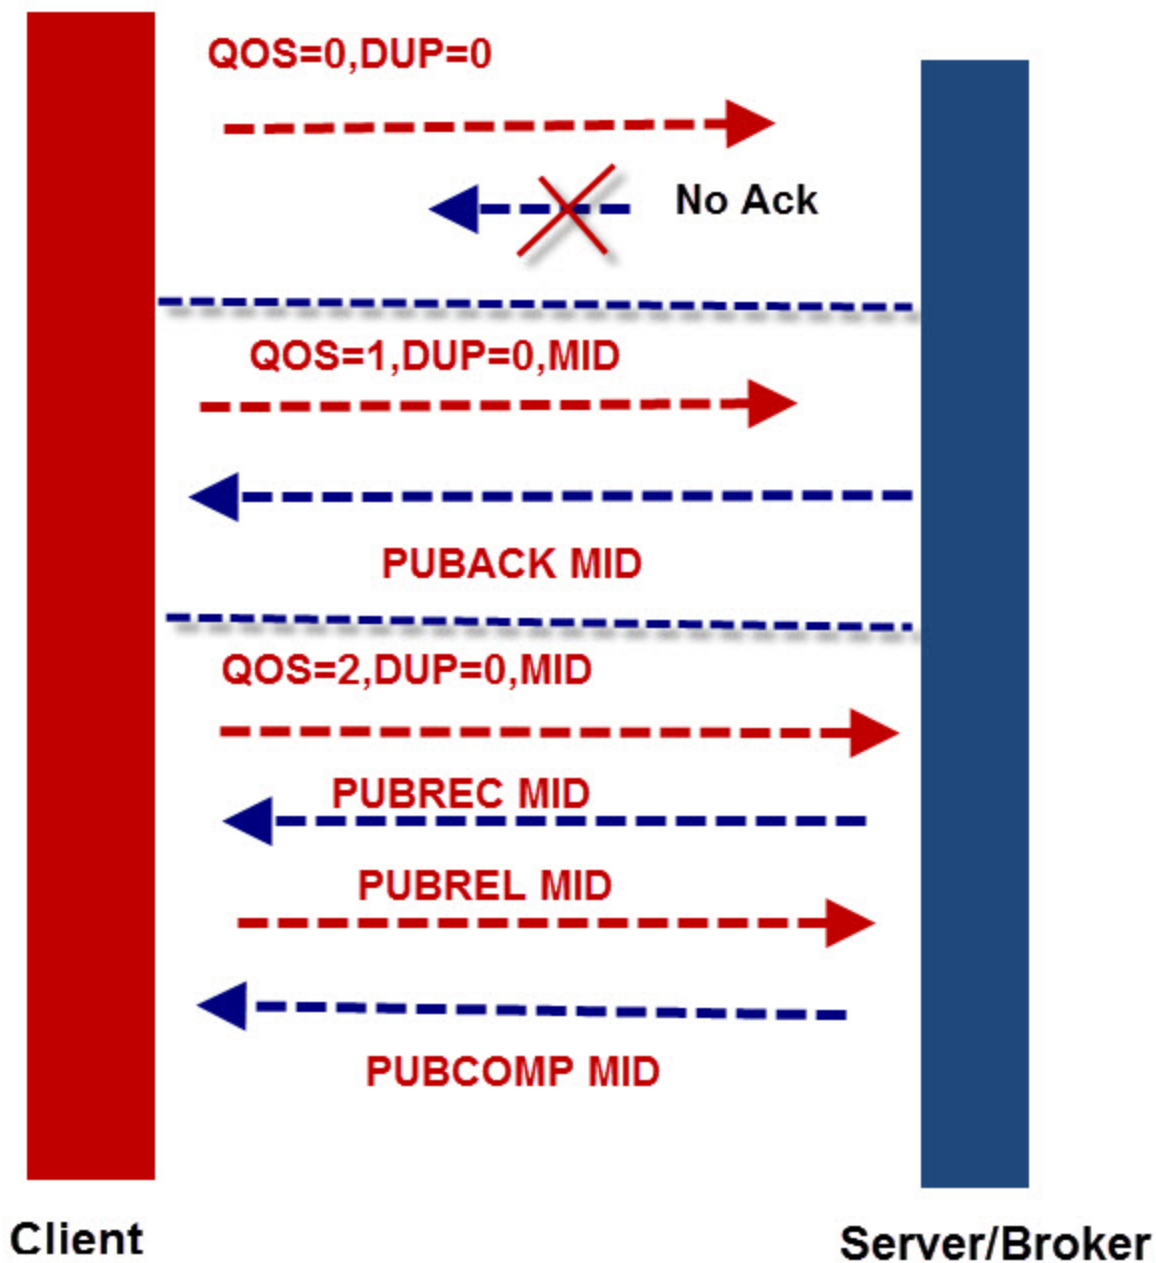 QOS=0,DUP=0
No Ack
QOS=1,DUP=0,MID
PUBACK MID
QOS=2,DUP=0,MID
PUBREC MID
PUBREL MID
PUBCOMP MID
Client
Server/Broker